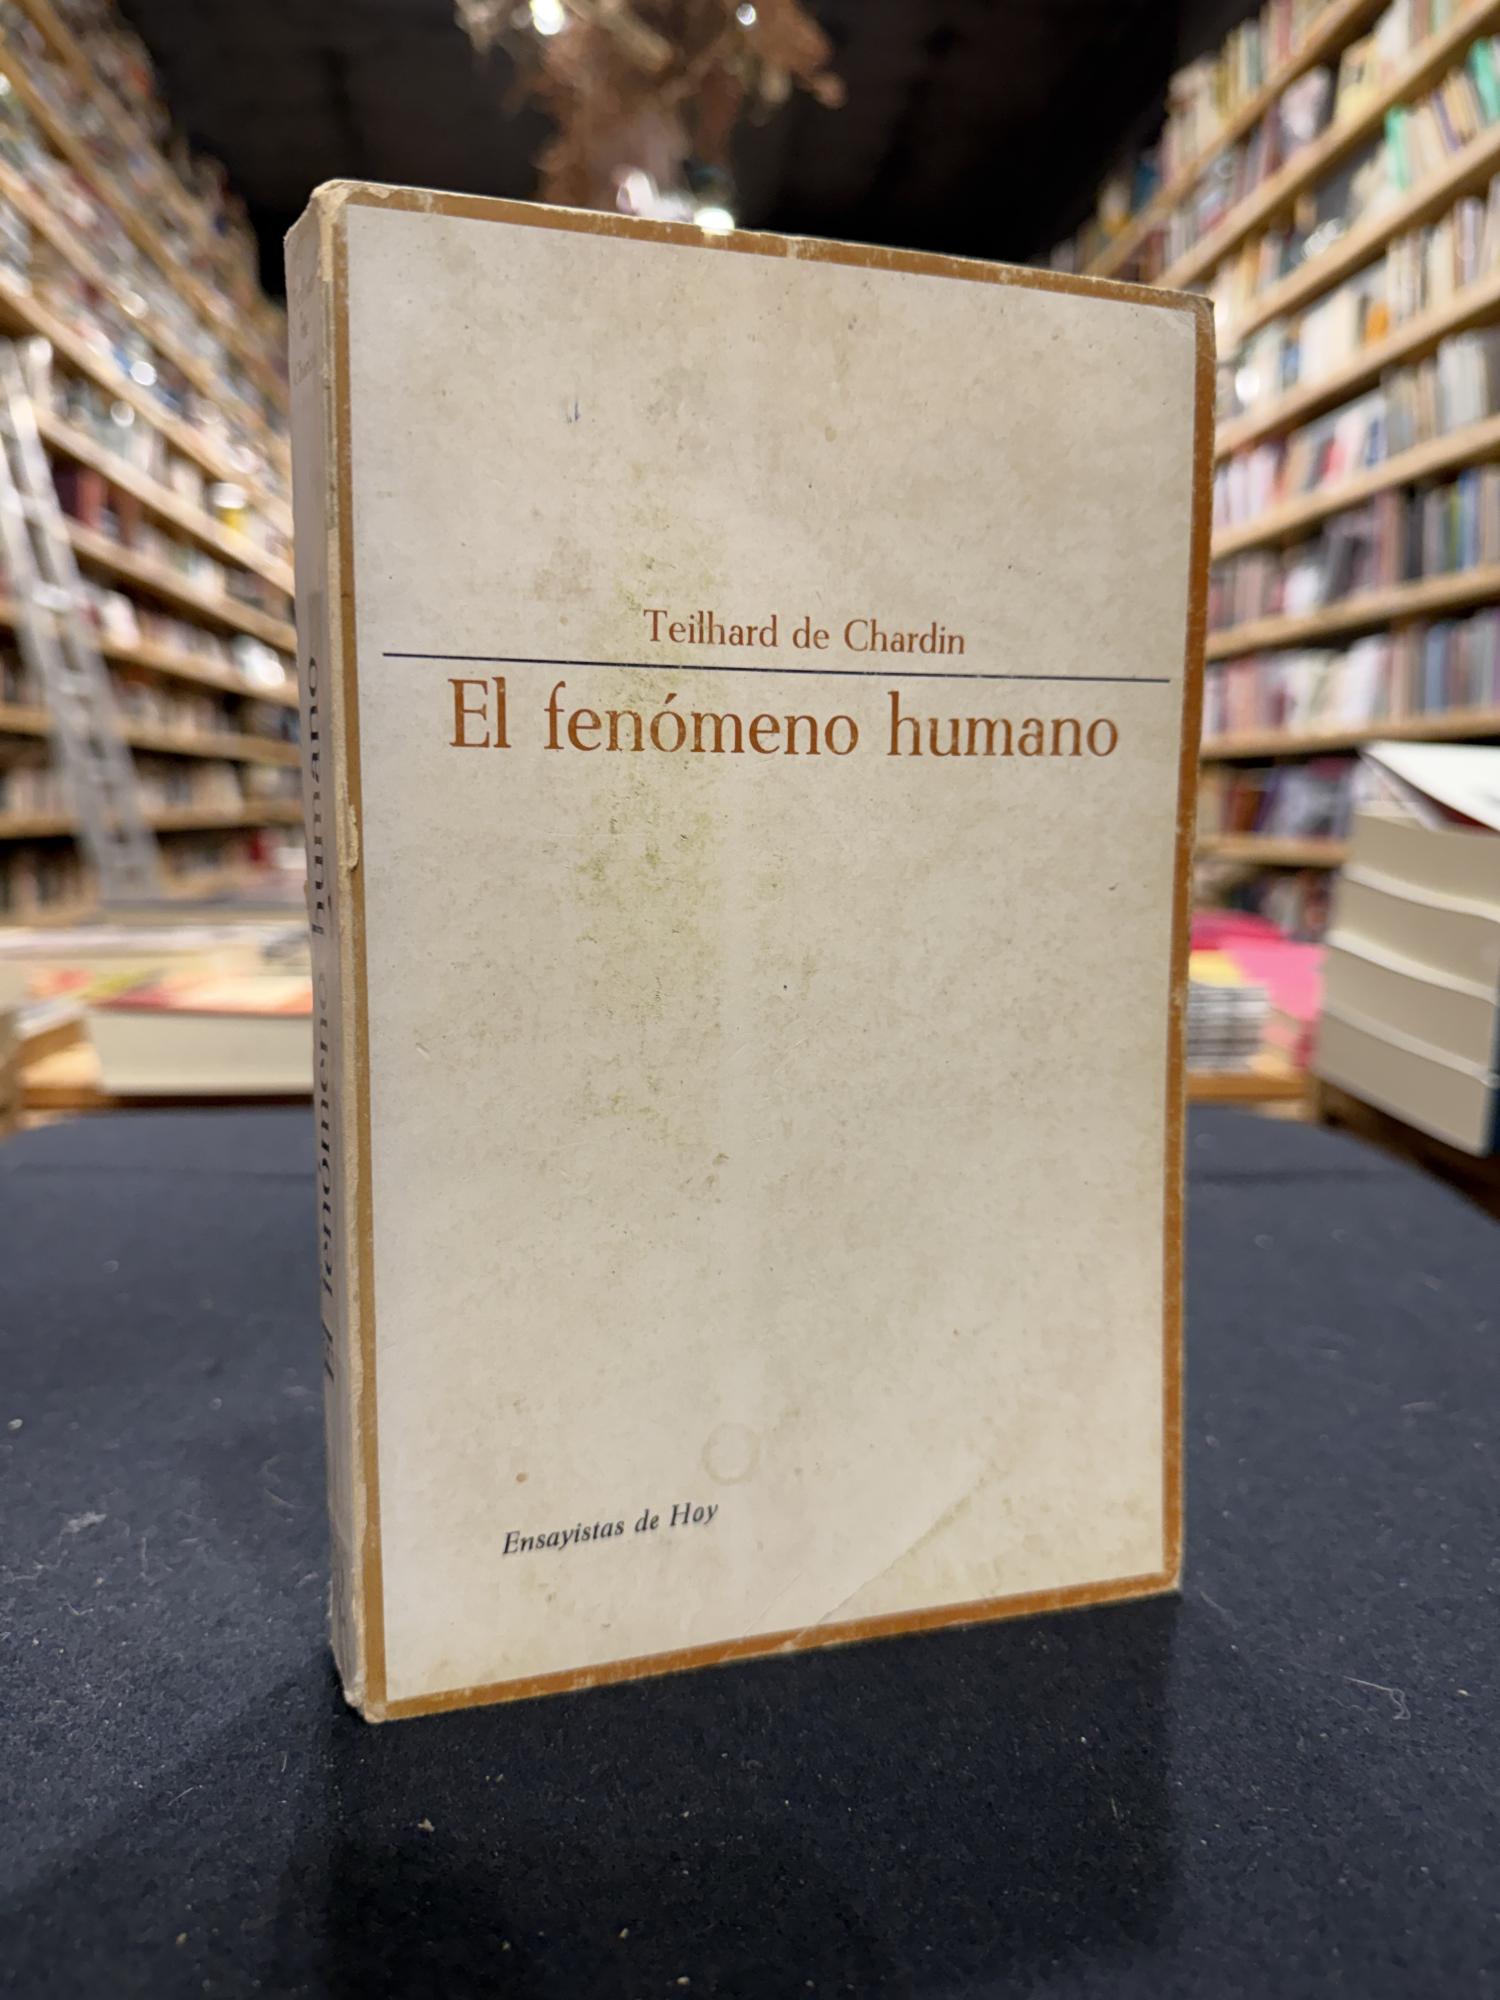 Teilhard de Chardin
El fenómeno humano
Ensayistas de Hoy
El fenómeno humano